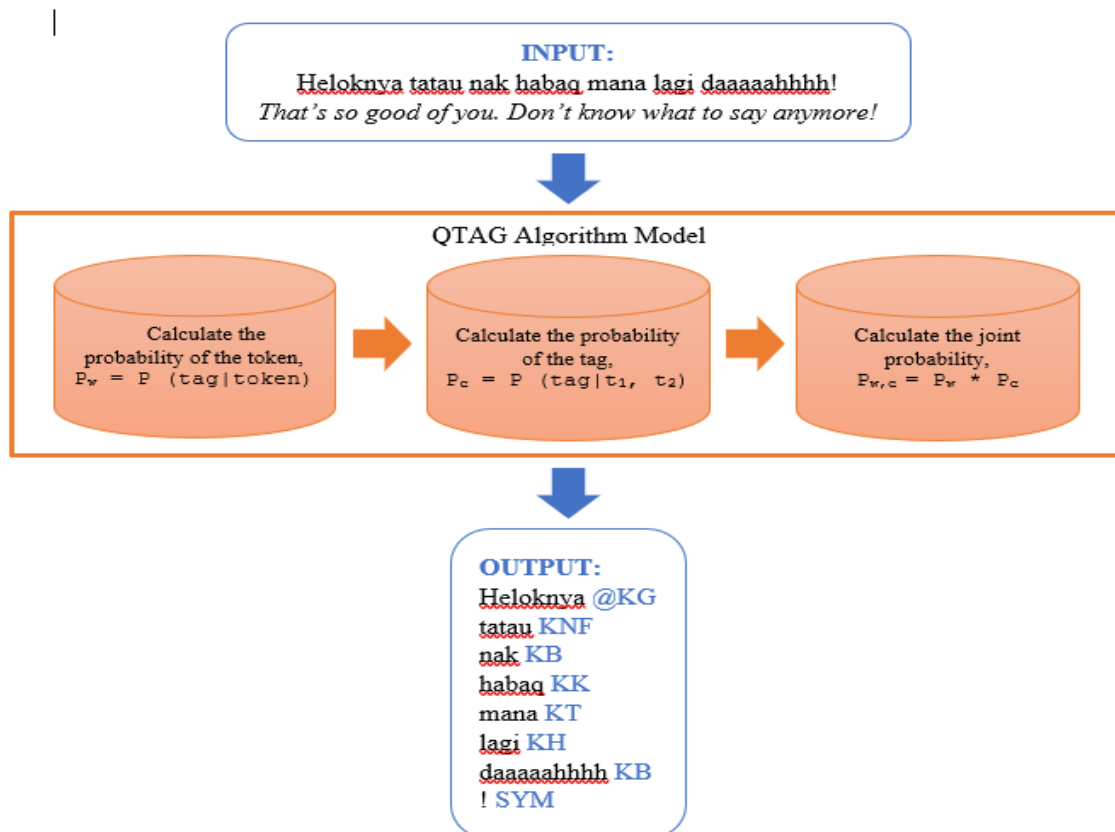 INPUT:
Heloknya tatau nak habaq mana lagi daaaaahhhh!
That's so good of you. Don't know what to say anymore!
QTAG Algorithm Model
Calculate the
probability of the token,
Pw = P (tag|token)
Calculate the probability
of the tag,
Pc = P (tag|t1, t2)
Calculate the joint
probability,
Pw,c = Pw * Pc
OUTPUT:
Heloknya @KG
tatau KNF
nak KB
habaq KK
mana KT
lagi KH
daaaaahhhh KB
! SYM